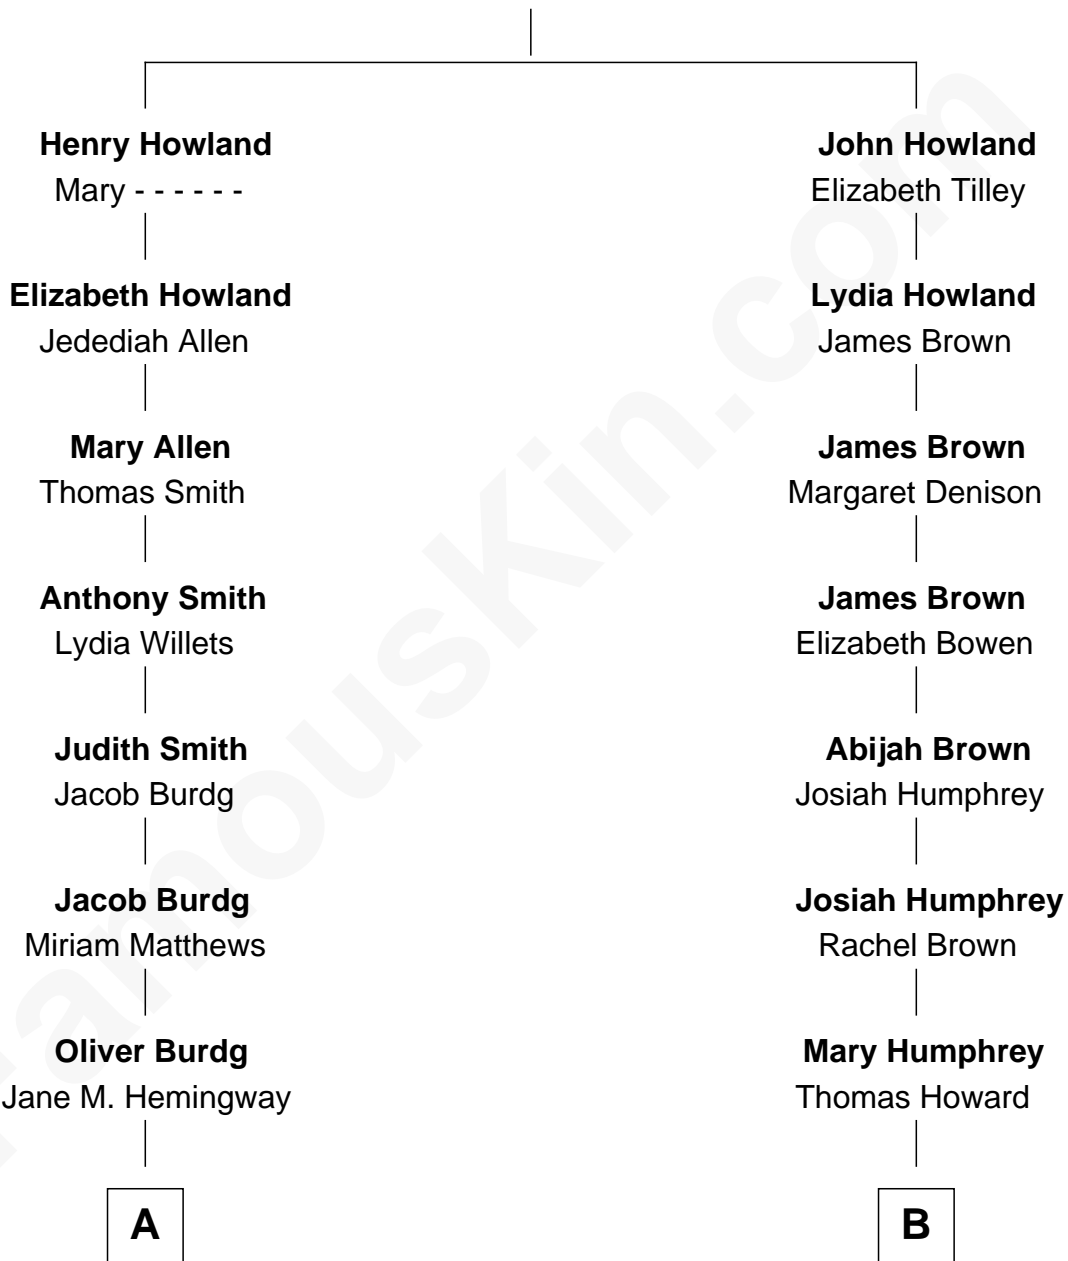 Henry Howland
Mary - - - - - -
Elizabeth Howland
Jedediah Allen
Mary Allen
Thomas Smith
Anthony Smith
Lydia Willets
Judith Smith
Jacob Burdg
Jacob Burdg
Miriam Matthews
Oliver Burdg
Jane M. Hemingway
A
John Howland
Elizabeth Tilley
Lydia Howland
James Brown
James Brown
Margaret Denison
James Brown
Elizabeth Bowen
Abijah Brown
Josiah Humphrey
Josiah Humphrey
Rachel Brown
Mary Humphrey
Thomas Howard
B
FamousKin.com